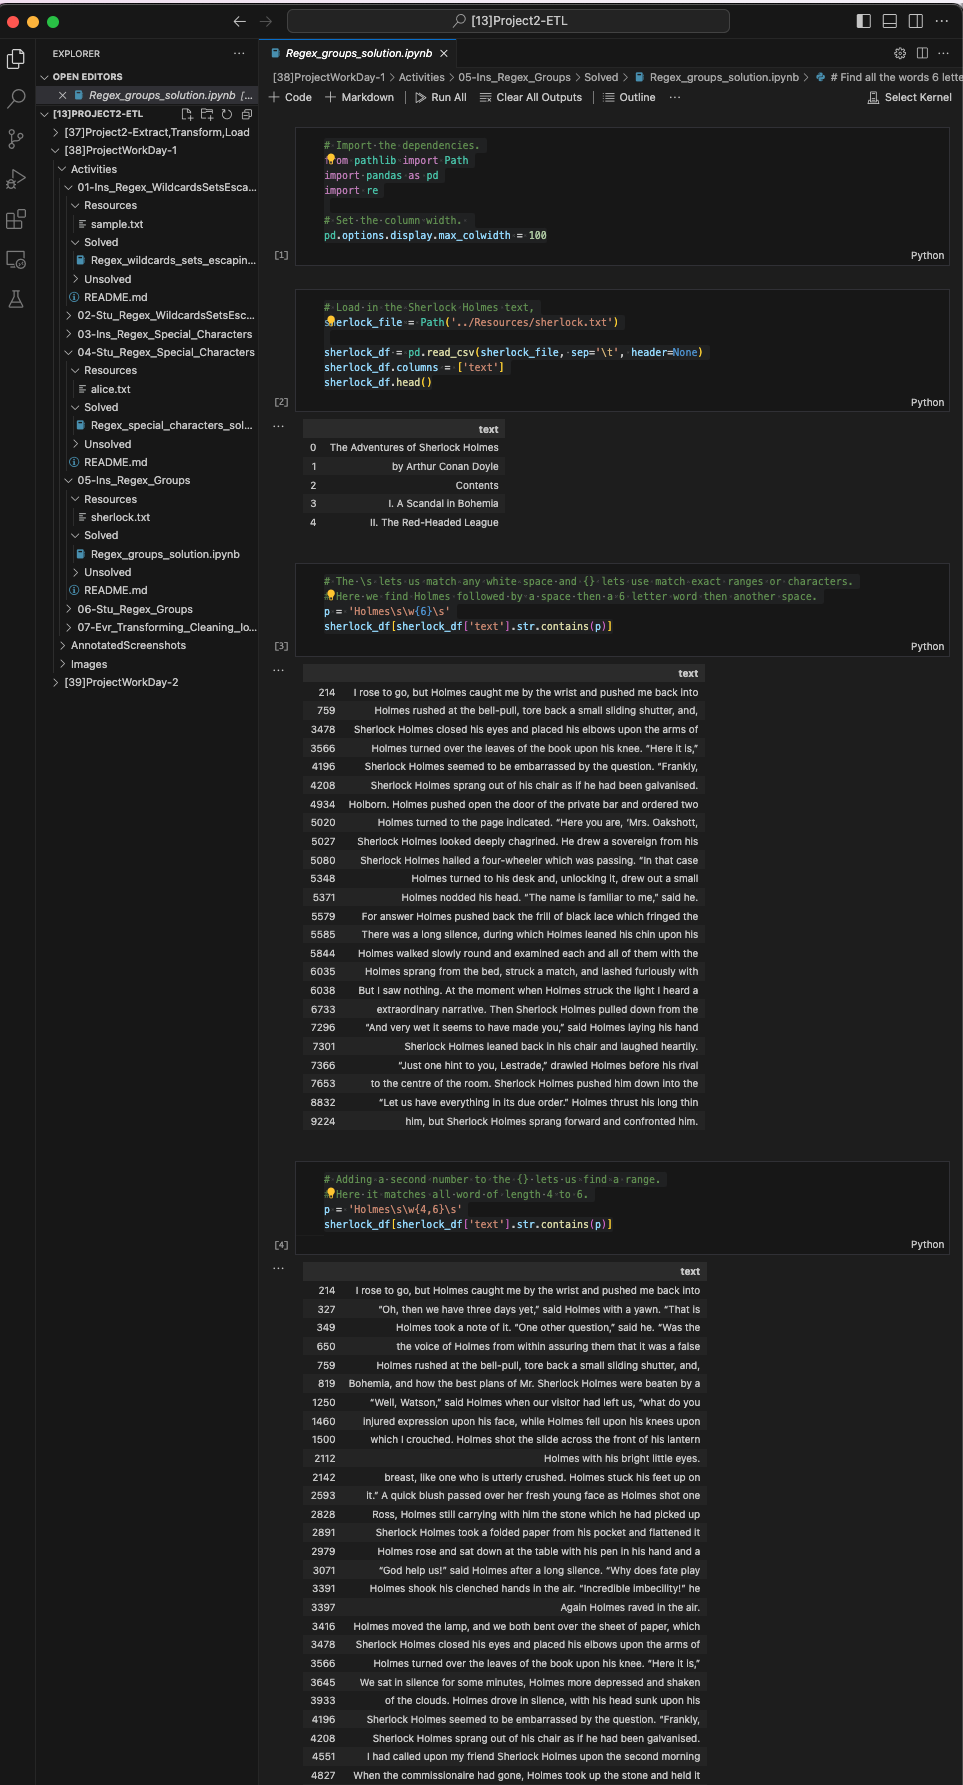 [13]Project2-ETL
EXPLORER
OPEN EDITORS
Regex_groups_solution.ipynb [...
[13]PROJECT2-ETL
[37]Project2-Extract,Transform,Load
[38]ProjectWorkDay-1
Activities
01-Ins_Regex_WildcardsSetsEsca...
Resources
sample.txt
Solved
Regex_wildcards_sets_escapin...
Unsolved
README.md
02-Stu_Regex_WildcardsSetsEsc...
03-Ins_Regex_Special_Characters
04-Stu_Regex_Special_Characters
Resources
alice.txt
Solved
Regex_special_characters_sol...
Unsolved
README.md
05-Ins_Regex_Groups
Resources
sherlock.txt
Solved
Regex_groups_solution.ipynb
Unsolved
README.md
06-Stu_Regex_Groups
07-Evr_Transforming_Cleaning_lo...
AnnotatedScreenshots
Images
[39]ProjectWorkDay-2
Regex_groups_solution.ipynb
[38]ProjectWorkDay-1 > Activities > 05-Ins_Regex_Groups > Solved > Regex_groups_solution.ipynb > # Find all the words 6 lette
+ Code + Markdown Run All Clear All Outputs Outline ... Select Kernel
# Import the dependencies.
om pathlib import Path
import pandas as pd
import re
# Set the column width.
pd.options.display.max_colwidth = 100
[1] Python
# Load in the Sherlock Holmes text,
sherlock_file = Path('../Resources/sherlock.txt')
sherlock_df = pd.read_csv(sherlock_file, sep='\t', header=None)
sherlock_df.columns = ['text']
sherlock_df.head()
[2] Python
text
0 The Adventures of Sherlock Holmes
1 by Arthur Conan Doyle
2 Contents
3 I. A Scandal in Bohemia
4 II. The Red-Headed League
# The \s lets us match any white space and {} lets use match exact ranges or characters.
# Here we find Holmes followed by a space then a 6 letter word then another space.
p = 'Holmes\s\w{6}\s'
sherlock_df[sherlock_df['text'].str.contains(p)]
[3] Python
text
214 I rose to go, but Holmes caught me by the wrist and pushed me back into
759 Holmes rushed at the bell-pull, tore back a small sliding shutter, and,
3478 Sherlock Holmes closed his eyes and placed his elbows upon the arms of
3566 Holmes turned over the leaves of the book upon his knee. “Here it is,”
4196 Sherlock Holmes seemed to be embarrassed by the question. “Frankly,
4208 Sherlock Holmes sprang out of his chair as if he had been galvanised.
4934 Holborn. Holmes pushed open the door of the private bar and ordered two
5020 Holmes turned to the page indicated. “Here you are, ‘Mrs. Oakshott,
5027 Sherlock Holmes looked deeply chagrined. He drew a sovereign from his
5080 Sherlock Holmes hailed a four-wheeler which was passing. “In that case
5348 Holmes turned to his desk and, unlocking it, drew out a small
5371 Holmes nodded his head. “The name is familiar to me,” said he.
5579 For answer Holmes pushed back the frill of black lace which fringed the
5585 There was a long silence, during which Holmes leaned his chin upon his
5844 Holmes walked slowly round and examined each and all of them with the
6035 Holmes sprang from the bed, struck a match, and lashed furiously with
6038 But I saw nothing. At the moment when Holmes struck the light I heard a
6733 extraordinary narrative. Then Sherlock Holmes pulled down from the
7296 “And very wet it seems to have made you,” said Holmes laying his hand
7301 Sherlock Holmes leaned back in his chair and laughed heartily.
7366 “Just one hint to you, Lestrade,” drawled Holmes before his rival
7653 to the centre of the room. Sherlock Holmes pushed him down into the
8832 “Let us have everything in its due order.” Holmes thrust his long thin
9224 him, but Sherlock Holmes sprang forward and confronted him.
# Adding a second number to the {} lets us find a range.
# Here it matches all word of length 4 to 6.
p = 'Holmes\s\w{4,6}\s'
sherlock_df[sherlock_df['text'].str.contains(p)]
[4] Python
text
214 I rose to go, but Holmes caught me by the wrist and pushed me back into
327 “Oh, then we have three days yet,” said Holmes with a yawn. “That is
349 Holmes took a note of it. “One other question,” said he. “Was the
650 the voice of Holmes from within assuring them that it was a false
759 Holmes rushed at the bell-pull, tore back a small sliding shutter, and,
819 Bohemia, and how the best plans of Mr. Sherlock Holmes were beaten by a
1250 “Well, Watson,” said Holmes when our visitor had left us, “what do you
1460 injured expression upon his face, while Holmes fell upon his knees upon
1500 which I crouched. Holmes shot the slide across the front of his lantern
2112 Holmes with his bright little eyes.
2142 breast, like one who is utterly crushed. Holmes stuck his feet up on
2593 it.” A quick blush passed over her fresh young face as Holmes shot one
2828 Ross, Holmes still carrying with him the stone which he had picked up
2891 Sherlock Holmes took a folded paper from his pocket and flattened it
2979 Holmes rose and sat down at the table with his pen in his hand and a
3071 “God help us!” said Holmes after a long silence. “Why does fate play
3391 Holmes shook his clenched hands in the air. “Incredible imbecility!” he
3397 Again Holmes raved in the air.
3416 Holmes moved the lamp, and we both bent over the sheet of paper, which
3478 Sherlock Holmes closed his eyes and placed his elbows upon the arms of
3566 Holmes turned over the leaves of the book upon his knee. “Here it is,”
3645 We sat in silence for some minutes, Holmes more depressed and shaken
3933 of the clouds. Holmes drove in silence, with his head sunk upon his
4196 Sherlock Holmes seemed to be embarrassed by the question. “Frankly,
4208 Sherlock Holmes sprang out of his chair as if he had been galvanised.
4551 I had called upon my friend Sherlock Holmes upon the second morning
4827 When the commissionaire had gone, Holmes took up the stone and held it